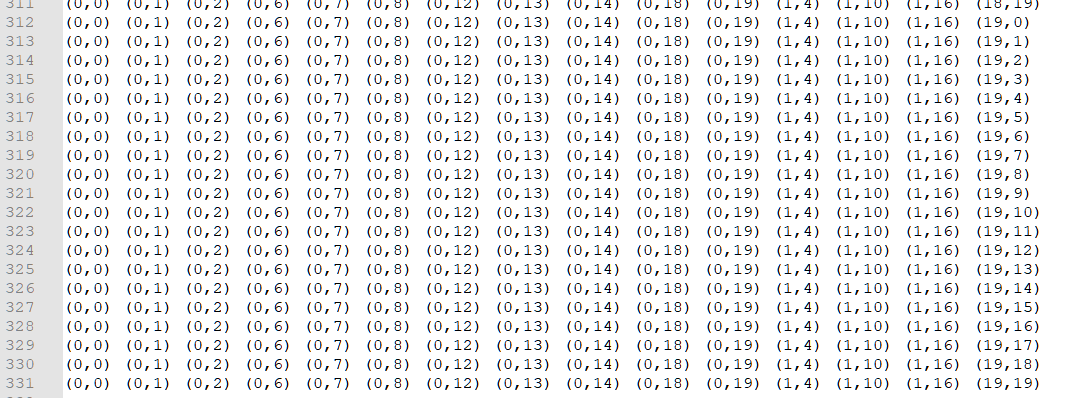 311 (0,0) (0,1) (0,2) (0,6) (0,7) (0,8) (0,12) (0,13) (0,14) (0,18) (0,19) (1,4) (1,10) (1,16) (18,19)
312 (0,0) (0,1) (0,2) (0,6) (0,7) (0,8) (0,12) (0,13) (0,14) (0,18) (0,19) (1,4) (1,10) (1,16) (19,0)
313 (0,0) (0,1) (0,2) (0,6) (0,7) (0,8) (0,12) (0,13) (0,14) (0,18) (0,19) (1,4) (1,10) (1,16) (19,1)
314 (0,0) (0,1) (0,2) (0,6) (0,7) (0,8) (0,12) (0,13) (0,14) (0,18) (0,19) (1,4) (1,10) (1,16) (19,2)
315 (0,0) (0,1) (0,2) (0,6) (0,7) (0,8) (0,12) (0,13) (0,14) (0,18) (0,19) (1,4) (1,10) (1,16) (19,3)
316 (0,0) (0,1) (0,2) (0,6) (0,7) (0,8) (0,12) (0,13) (0,14) (0,18) (0,19) (1,4) (1,10) (1,16) (19,4)
317 (0,0) (0,1) (0,2) (0,6) (0,7) (0,8) (0,12) (0,13) (0,14) (0,18) (0,19) (1,4) (1,10) (1,16) (19,5)
318 (0,0) (0,1) (0,2) (0,6) (0,7) (0,8) (0,12) (0,13) (0,14) (0,18) (0,19) (1,4) (1,10) (1,16) (19,6)
319 (0,0) (0,1) (0,2) (0,6) (0,7) (0,8) (0,12) (0,13) (0,14) (0,18) (0,19) (1,4) (1,10) (1,16) (19,7)
320 (0,0) (0,1) (0,2) (0,6) (0,7) (0,8) (0,12) (0,13) (0,14) (0,18) (0,19) (1,4) (1,10) (1,16) (19,8)
321 (0,0) (0,1) (0,2) (0,6) (0,7) (0,8) (0,12) (0,13) (0,14) (0,18) (0,19) (1,4) (1,10) (1,16) (19,9)
322 (0,0) (0,1) (0,2) (0,6) (0,7) (0,8) (0,12) (0,13) (0,14) (0,18) (0,19) (1,4) (1,10) (1,16) (19,10)
323 (0,0) (0,1) (0,2) (0,6) (0,7) (0,8) (0,12) (0,13) (0,14) (0,18) (0,19) (1,4) (1,10) (1,16) (19,11)
324 (0,0) (0,1) (0,2) (0,6) (0,7) (0,8) (0,12) (0,13) (0,14) (0,18) (0,19) (1,4) (1,10) (1,16) (19,12)
325 (0,0) (0,1) (0,2) (0,6) (0,7) (0,8) (0,12) (0,13) (0,14) (0,18) (0,19) (1,4) (1,10) (1,16) (19,13)
326 (0,0) (0,1) (0,2) (0,6) (0,7) (0,8) (0,12) (0,13) (0,14) (0,18) (0,19) (1,4) (1,10) (1,16) (19,14)
327 (0,0) (0,1) (0,2) (0,6) (0,7) (0,8) (0,12) (0,13) (0,14) (0,18) (0,19) (1,4) (1,10) (1,16) (19,15)
328 (0,0) (0,1) (0,2) (0,6) (0,7) (0,8) (0,12) (0,13) (0,14) (0,18) (0,19) (1,4) (1,10) (1,16) (19,16)
329 (0,0) (0,1) (0,2) (0,6) (0,7) (0,8) (0,12) (0,13) (0,14) (0,18) (0,19) (1,4) (1,10) (1,16) (19,17)
330 (0,0) (0,1) (0,2) (0,6) (0,7) (0,8) (0,12) (0,13) (0,14) (0,18) (0,19) (1,4) (1,10) (1,16) (19,18)
331 (0,0) (0,1) (0,2) (0,6) (0,7) (0,8) (0,12) (0,13) (0,14) (0,18) (0,19) (1,4) (1,10) (1,16) (19,19)